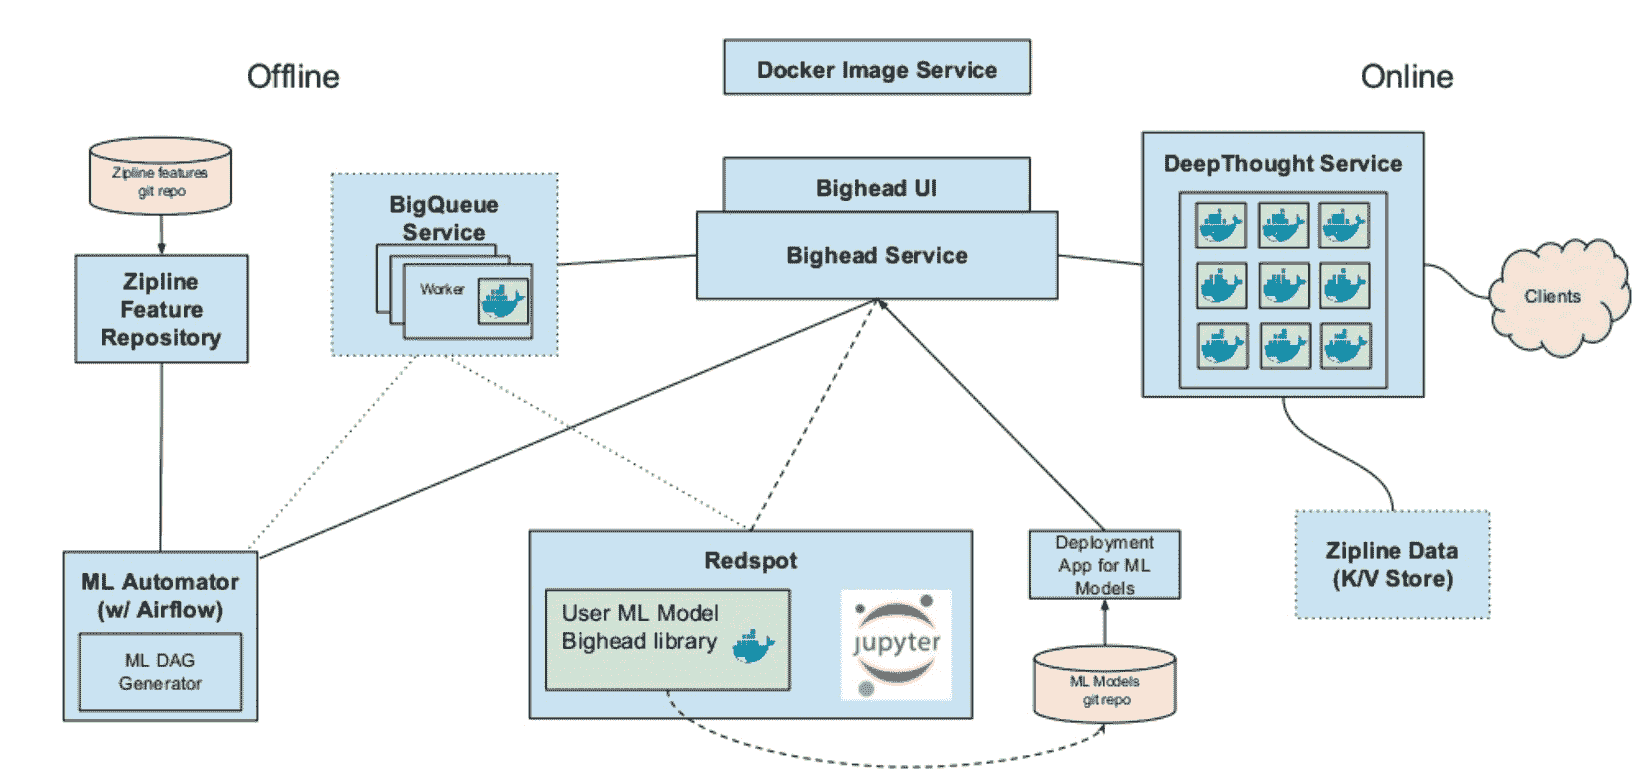 Offline
Docker Image Service
Online
Zipline features
git repo
BigQueue
Service
Worker
Bighead UI
Bighead Service
DeepThought Service
Clients
Zipline
Feature
Repository
ML Automator
(w/ Airflow)
ML DAG
Generator
Redspot
User ML Model
Bighead library
jupyter
Deployment
App for ML
Models
ML Models
git repo
Zipline Data
(K/V Store)